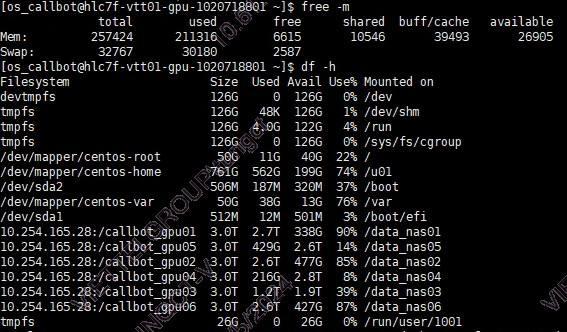 [os_callbot@hlc7f-vtt01-gpu-1020718801 ~]$ free -m
total used free shared buff/cache available
Mem: 257424 211316 6615 10546 39493 26905
Swap: 32767 30180 2587
[os_callbot@hlc7f-vtt01-gpu-1020718801 ~]$ df -h
Filesystem Size Used Avail Use% Mounted on
devtmpfs 126G 0 126G 0% /dev
tmpfs 126G 48K 126G 1% /dev/shm
tmpfs 126G 4.0G 122G 4% /run
tmpfs 126G 0 126G 0% /sys/fs/cgroup
/dev/mapper/centos-root 50G 11G 40G 22% /
/dev/mapper/centos-home 761G 562G 199G 74% /u01
/dev/sda2 506M 187M 320M 37% /boot
/dev/mapper/centos-var 50G 38G 13G 76% /var
/dev/sda1 512M 12M 501M 3% /boot/efi
10.254.165.28:/callbot_gpu01 3.0T 2.7T 338G 90% /data_nas01
10.254.165.28:/callbot_gpu05 3.0T 429G 2.6T 14% /data_nas05
10.254.165.28:/callbot_gpu02 3.0T 2.6T 477G 85% /data_nas02
10.254.165.28:/callbot_gpu04 3.0T 216G 2.8T 8% /data_nas04
10.254.165.28:/callbot_gpu03 3.0T 1.2T 1.9T 39% /data_nas03
10.254.165.28:/callbot_gpu06 3.0T 2.6T 427G 87% /data_nas06
tmpfs 26G 0 26G 0% /run/user/1001